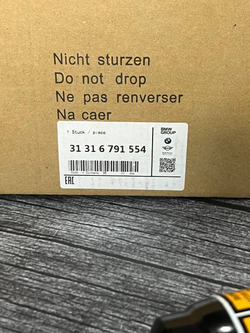 Nicht sturzen
Do not drop
Ne pas renverser
Na caer
1 Stuck / piece
BMW
GROUP
31 31 6 791 554
EAC